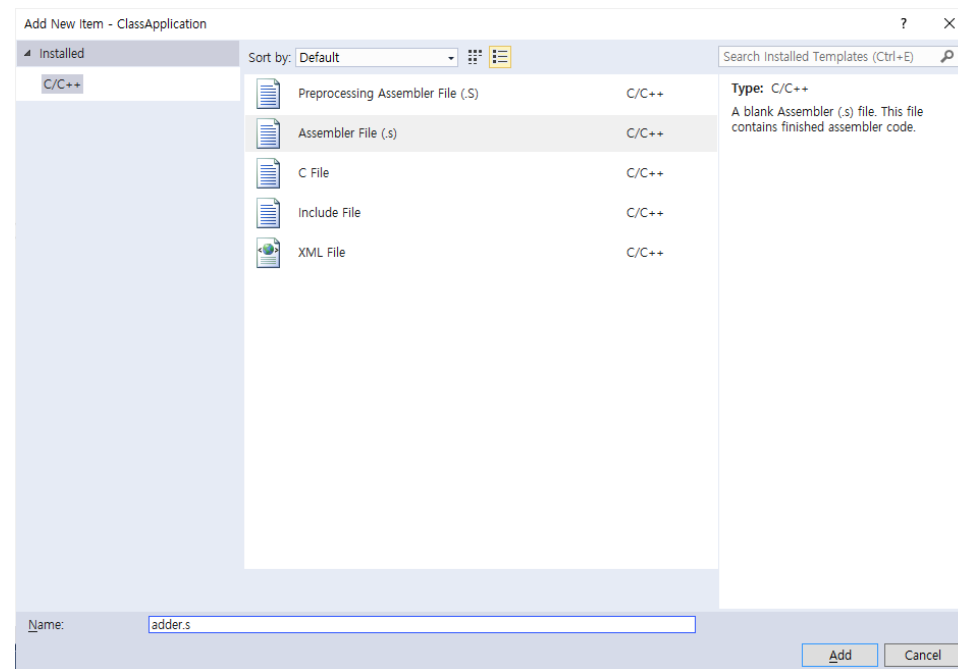 Add New Item - ClassApplication
? 
Installed
C/C++
Sort by: Default
Search Installed Templates (Ctrl+E)
Preprocessing Assembler File (.S) C/C++
Assembler File (.s) C/C++
C File C/C++
Include File C/C++
XML File C/C++
Type: C/C++
A blank Assembler (.s) file. This file
contains finished assembler code.
Name: adder.s
Add Cancel